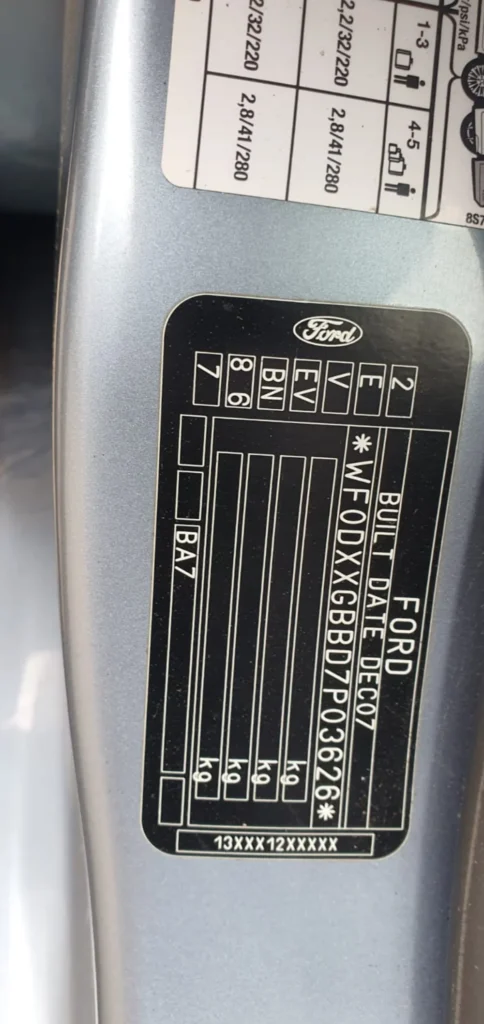 /psi/kPa
1-3
4-5
2,2/32/220
2,8/41/280
2/32/220
2,8/41/280
8S7
Ford
FORD
BUILT DATE DEC07
*WF0DXXGBBD7P03626*
kg
kg
kg
kg
BA7
2
E
V
EV
BN
8 6
7
13XXX12XXXXX